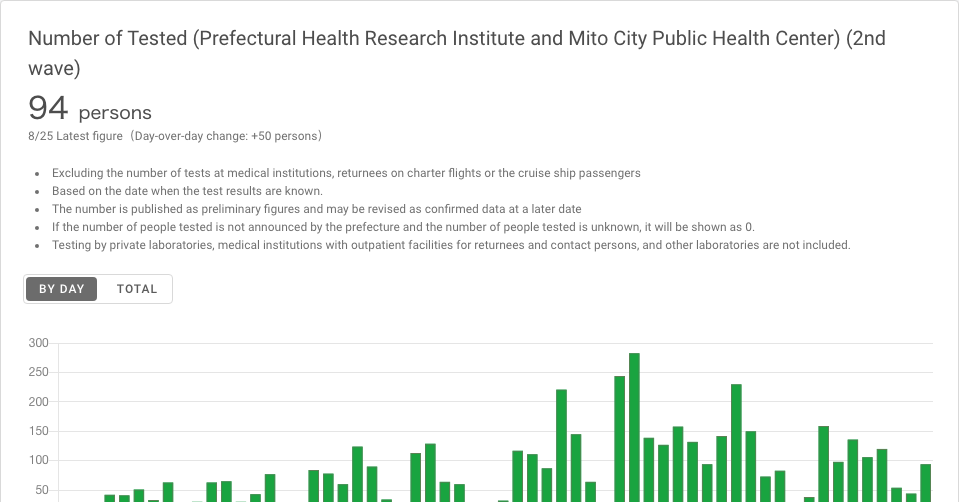 Number of Tested (Prefectural Health Research Institute and Mito City Public Health Center) (2nd
wave)
94 persons
8/25 Latest figure（Day-over-day change: +50 persons）
• Excluding the number of tests at medical institutions, returnees on charter flights or the cruise ship passengers
• Based on the date when the test results are known.
• The number is published as preliminary figures and may be revised as confirmed data at a later date
• If the number of people tested is not announced by the prefecture and the number of people tested is unknown, it will be shown as 0.
• Testing by private laboratories, medical institutions with outpatient facilities for returnees and contact persons, and other laboratories are not included.
BY DAY TOTAL
300
250
200
150
100
50